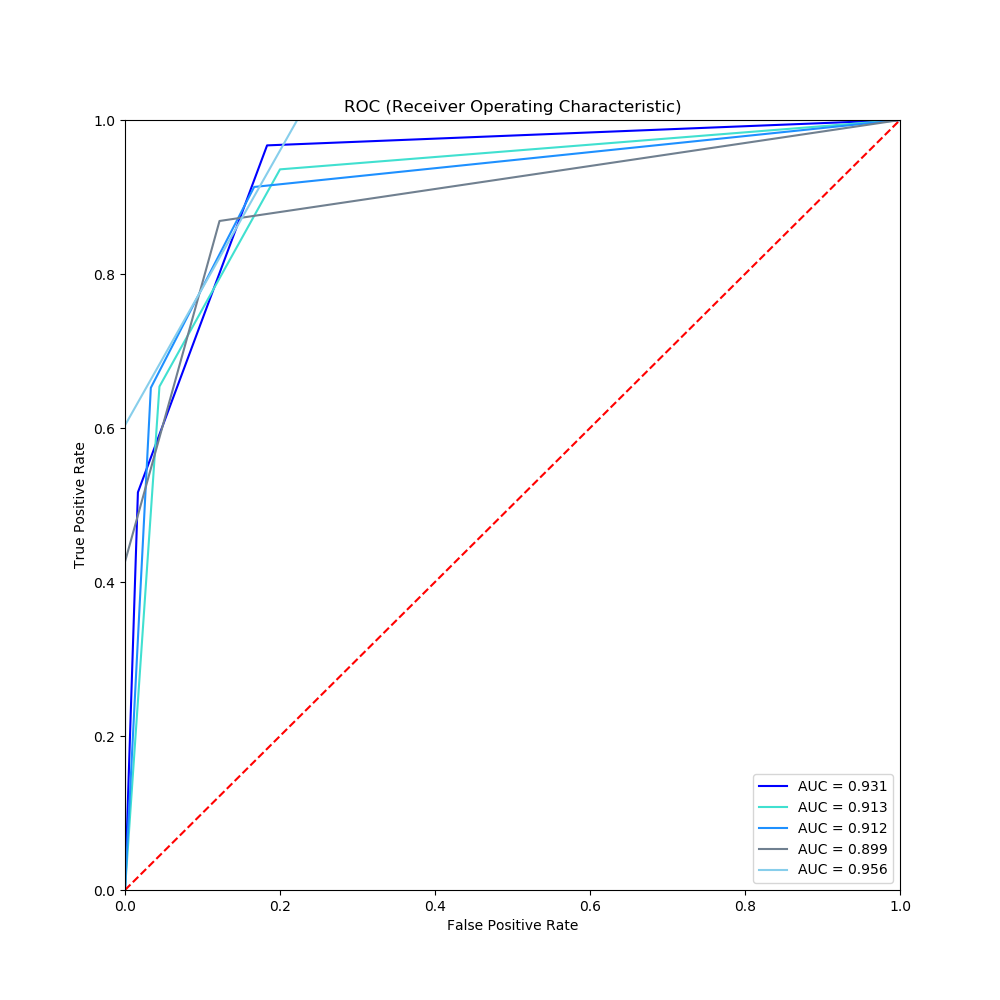 ROC (Receiver Operating Characteristic)
1.0
0.8
0.6
0.4
0.2
0.0
True Positive Rate
0.0 0.2 0.4 0.6 0.8 1.0
False Positive Rate
AUC = 0.931
AUC = 0.913
AUC = 0.912
AUC = 0.899
AUC = 0.956